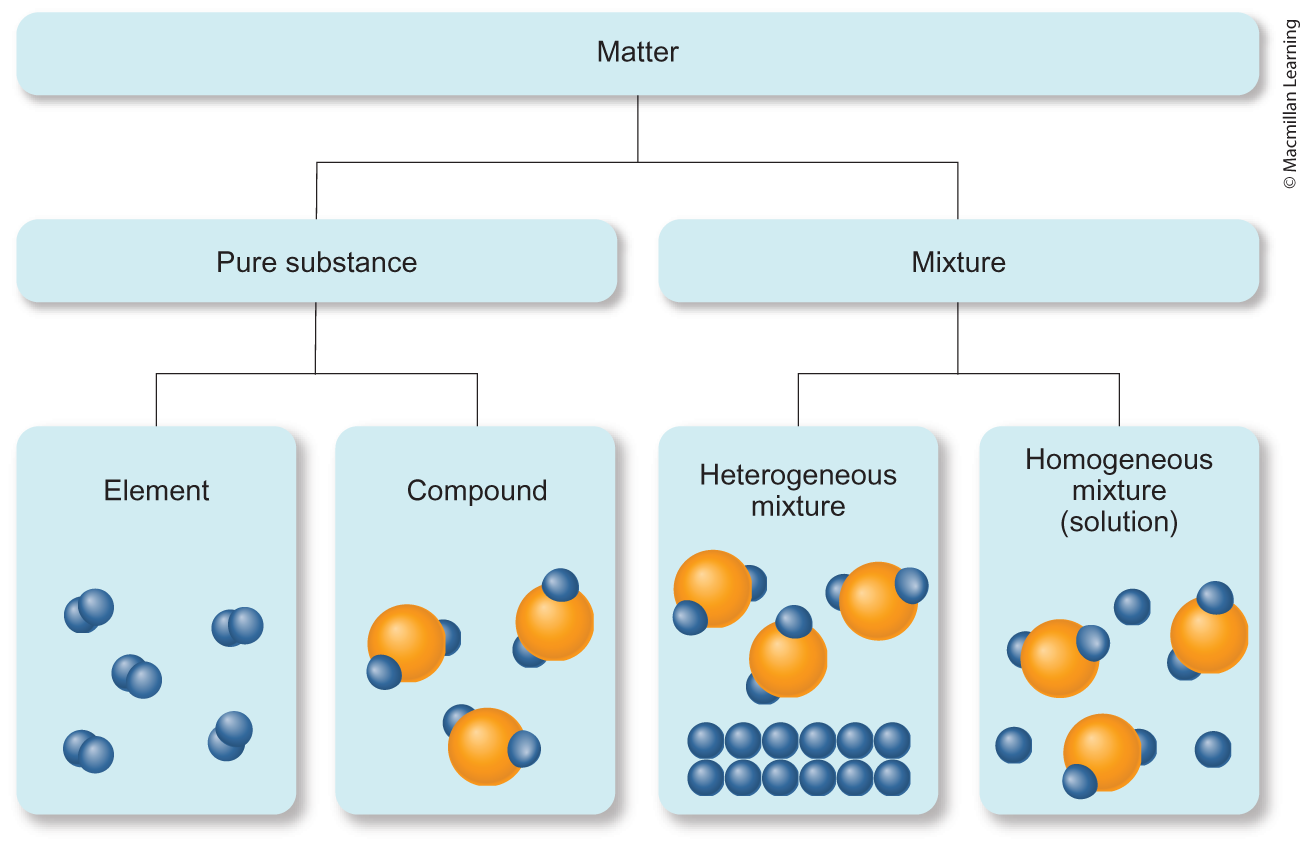 Matter
© Macmillan Learning
Pure substance
Mixture
Element
Compound
Heterogeneous
mixture
Homogeneous
mixture
(solution)